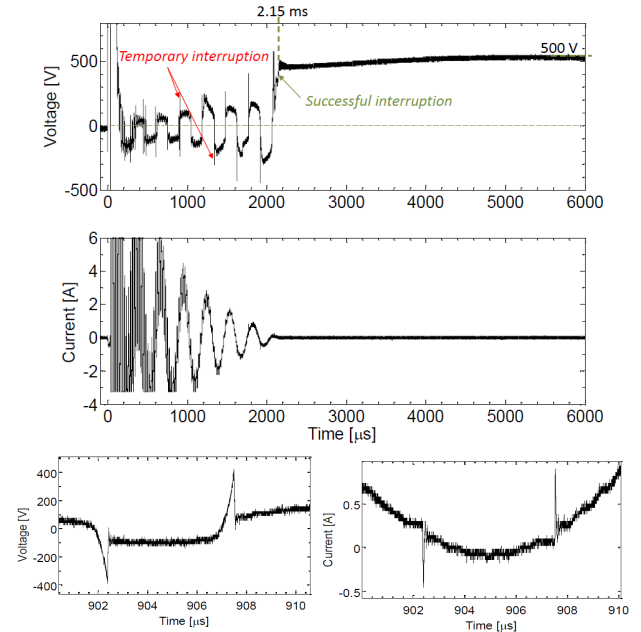 2.15 ms
Temporary interruption
500 V
Successful interruption
Voltage [V]
500
0
-500
0 1000 2000 3000 4000 5000 6000
Current [A]
6
4
2
0
-2
-4
0 1000 2000 3000 4000 5000 6000
Time [μs]
Voltage [V]
400
200
0
-200
-400
902 904 906 908 910
Time [μs]
Current [A]
0.5
0
-0.5
902 904 906 908 910
Time [μs]